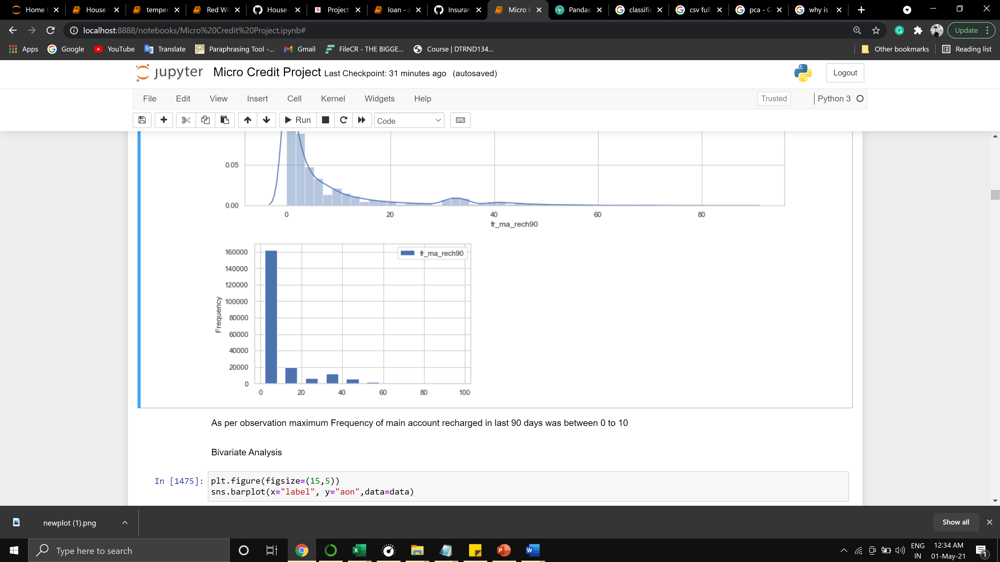 Home
House
temper
Red Wi
House-
Project
loan - J
Insuran
Micro C
Pandas
classific
csv full
pca - G
why is
localhost:8888/notebooks/Micro%20Credit%20Project.ipynb#
Update
Apps
Google
YouTube
Translate
Paraphrasing Tool -...
Gmail
FileCR - THE BIGGE...
Course | DTRND134...
Other bookmarks
Reading list
jupyter Micro Credit Project Last Checkpoint: 31 minutes ago (autosaved)
Logout
File Edit View Insert Cell Kernel Widgets Help
Trusted
Python 3
Run
Code
0.05
0.00
0 20 40 60 80
fr_ma_rech90
fr_ma_rech90
Frequency
160000
140000
120000
100000
80000
60000
40000
20000
0
0 20 40 60 80 100
As per observation maximum Frequency of main account recharged in last 90 days was between 0 to 10
Bivariate Analysis
In [1475]:
plt.figure(figsize=(15,5))
sns.barplot(x="label", y="aon",data=data)
newplot (1).png
Show all
Type here to search
ENG
IN
12:34 AM
01-May-21
1